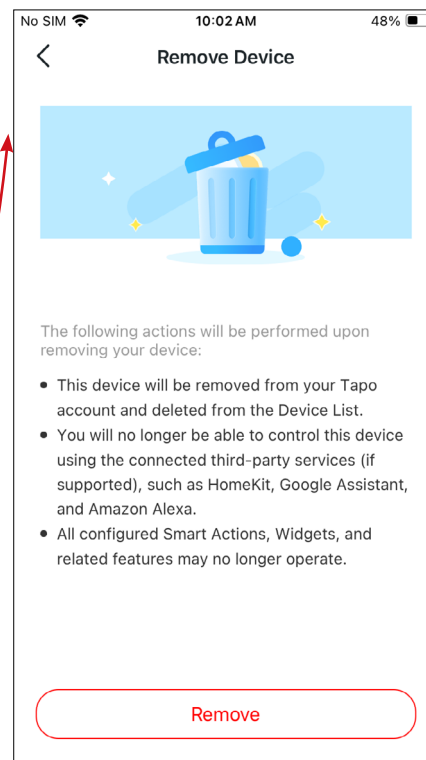 No SIM 10:02 AM 48%
Remove Device
The following actions will be performed upon
removing your device:
• This device will be removed from your Tapo
account and deleted from the Device List.
• You will no longer be able to control this device
using the connected third-party services (if
supported), such as HomeKit, Google Assistant,
and Amazon Alexa.
• All configured Smart Actions, Widgets, and
related features may no longer operate.
Remove